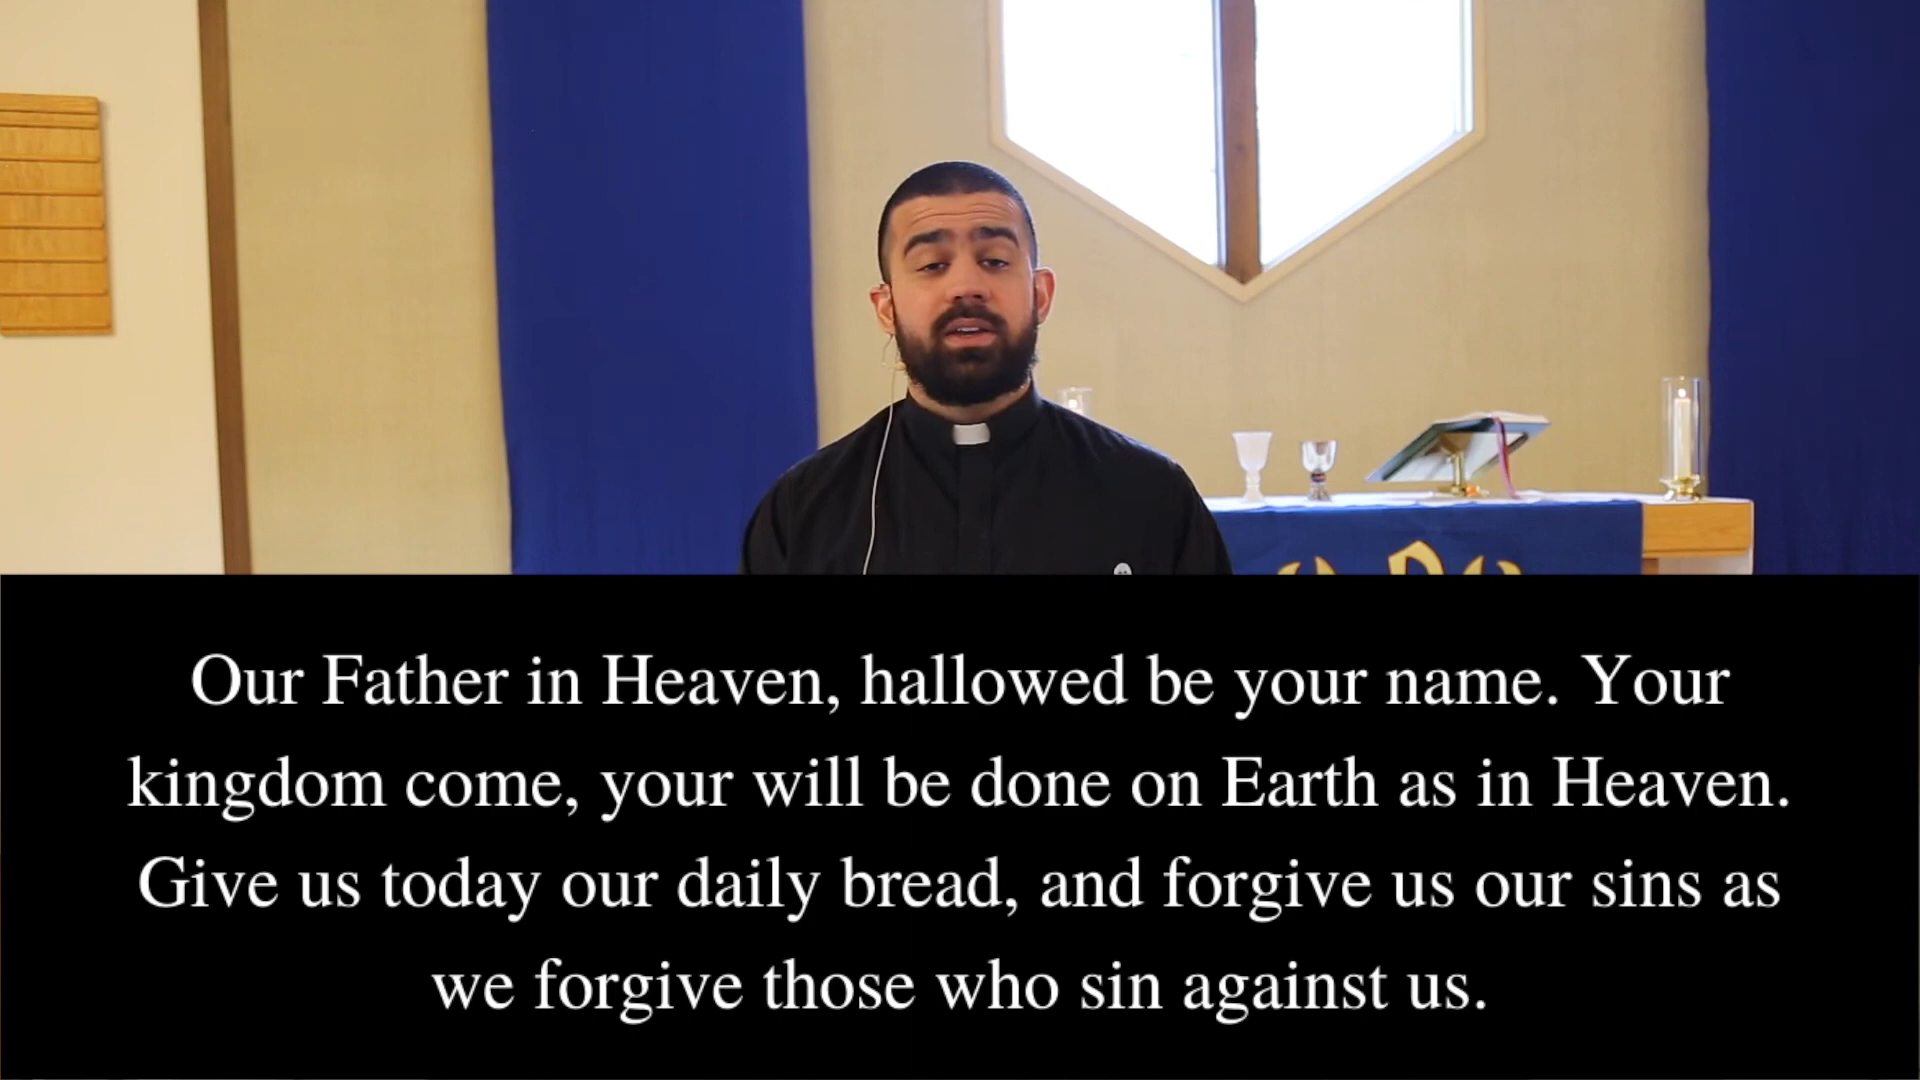 Our Father in Heaven, hallowed be your name. Your
kingdom come, your will be done on Earth as in Heaven.
Give us today our daily bread, and forgive us our sins as
we forgive those who sin against us.